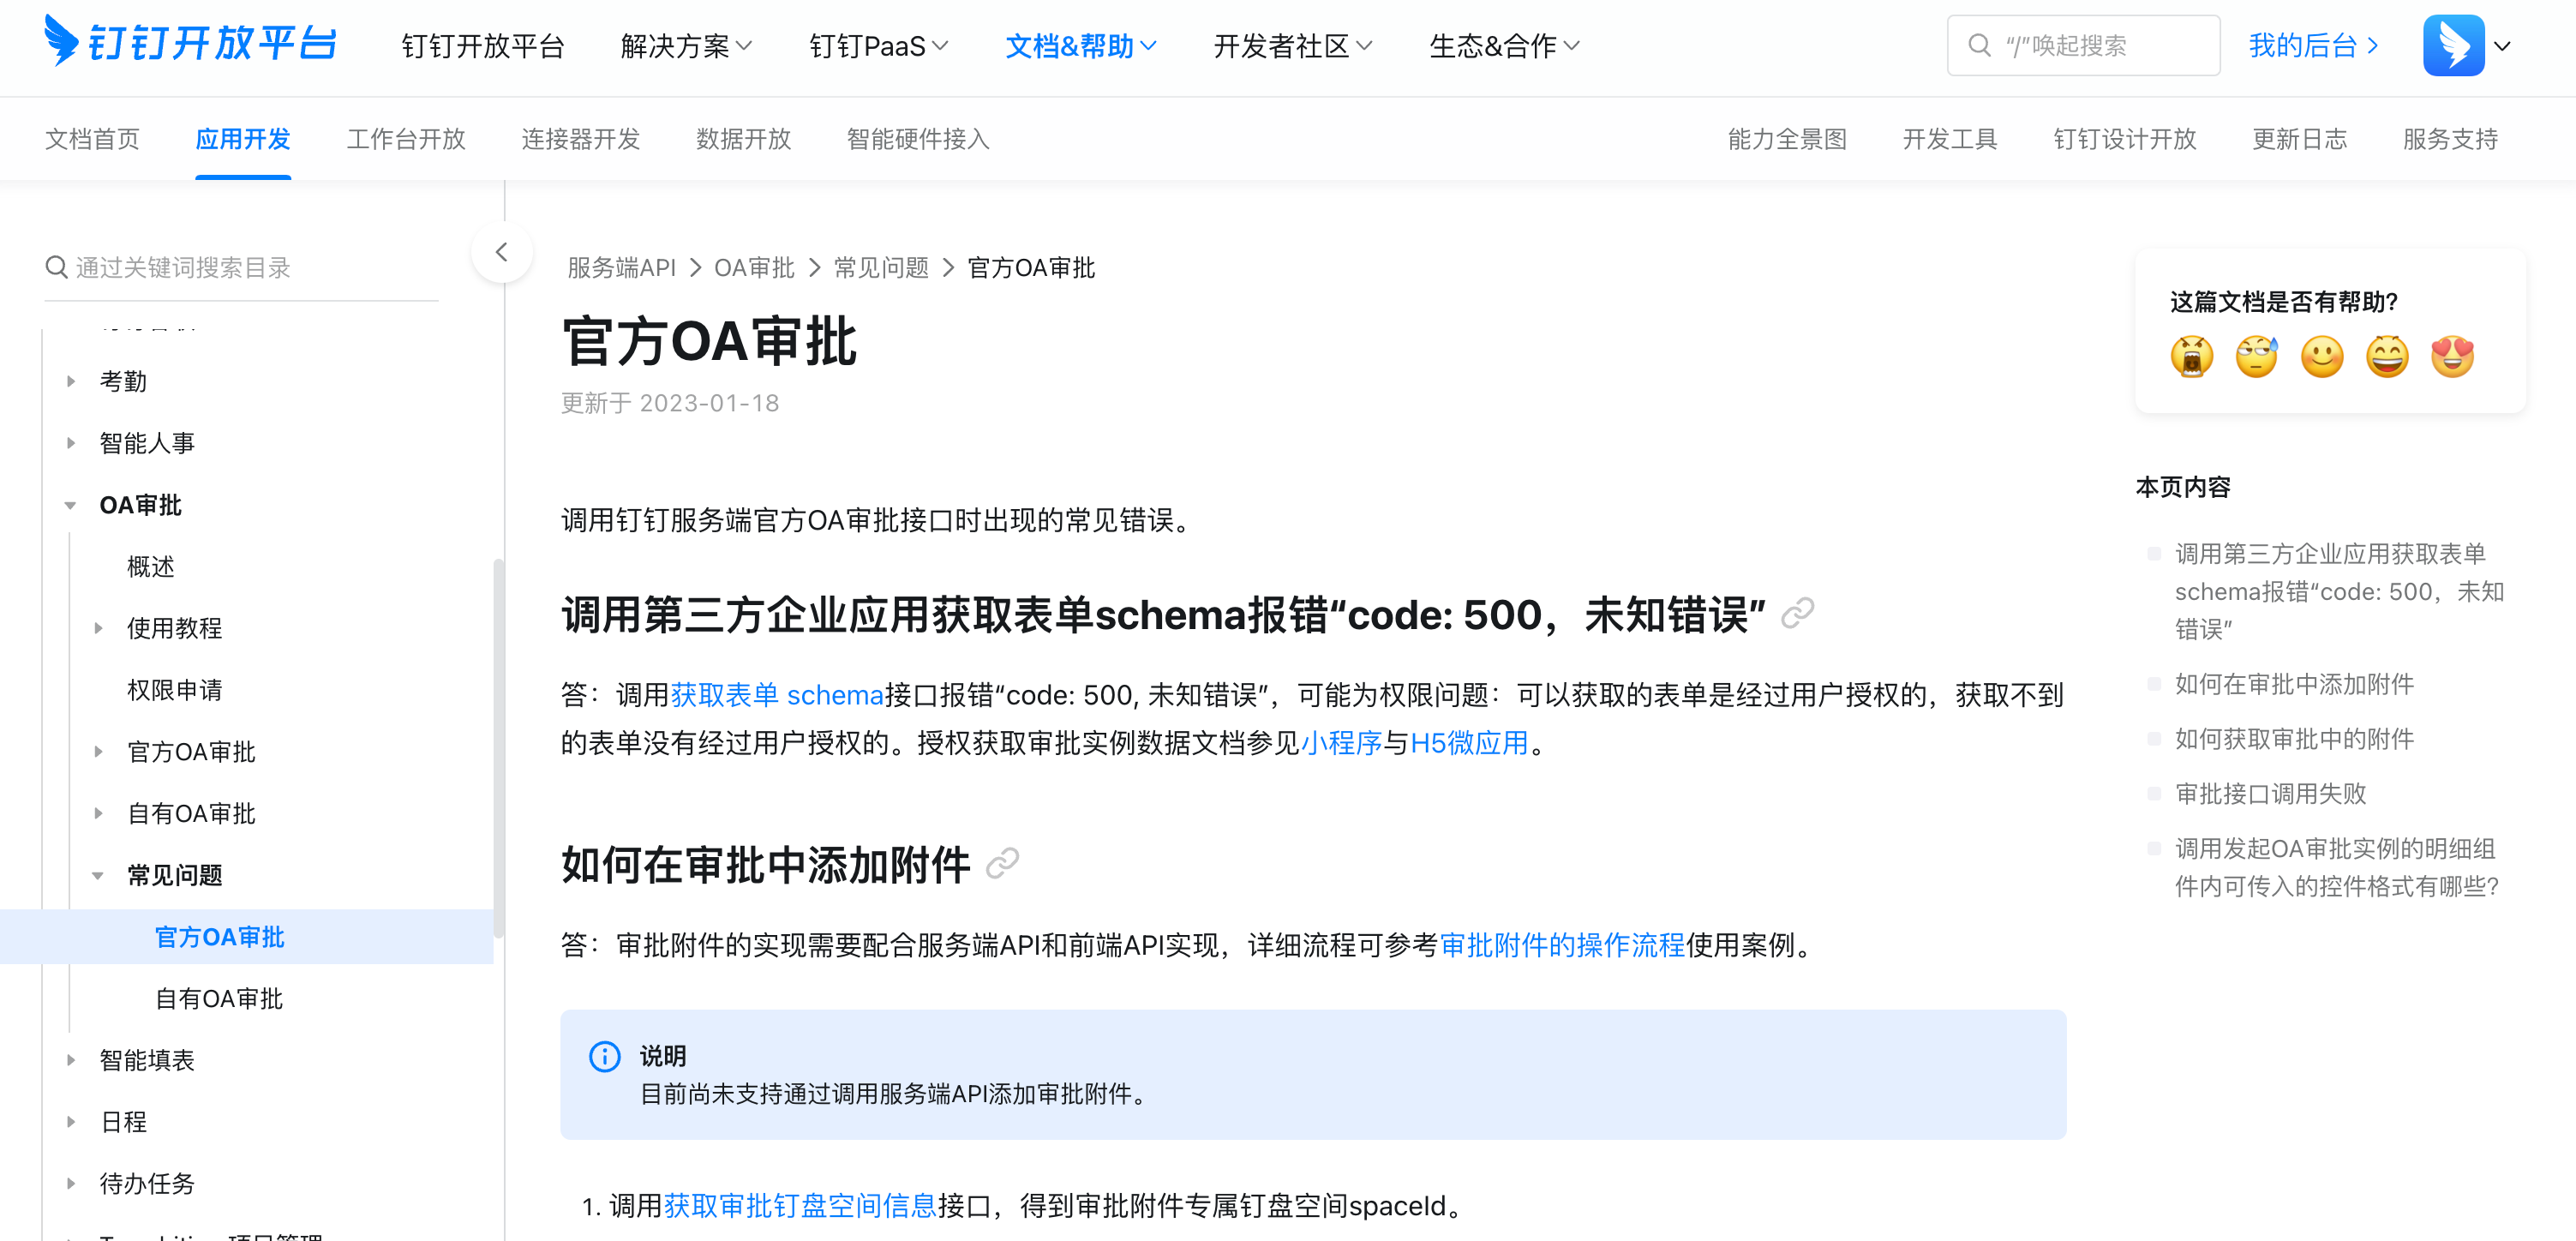 钉钉开放平台
钉钉开放平台 解决方案 钉钉PaaS 文档&帮助 开发者社区 生态&合作
“/”唤起搜索
我的后台
文档首页 应用开发 工作台开放 连接器开发 数据开放 智能硬件接入
能力全景图 开发工具 钉钉设计开放 更新日志 服务支持
通过关键词搜索目录
考勤
智能人事
OA审批
概述
使用教程
权限申请
官方OA审批
自有OA审批
常见问题
官方OA审批
自有OA审批
智能填表
日程
待办任务
服务端API > OA审批 > 常见问题 > 官方OA审批
官方OA审批
更新于 2023-01-18
调用钉钉服务端官方OA审批接口时出现的常见错误。
调用第三方企业应用获取表单schema报错“code: 500，未知错误”
答：调用获取表单 schema接口报错“code: 500, 未知错误”，可能为权限问题：可以获取的表单是经过用户授权的，获取不到
的表单没有经过用户授权的。授权获取审批实例数据文档参见小程序与H5微应用。
如何在审批中添加附件
答：审批附件的实现需要配合服务端API和前端API实现，详细流程可参考审批附件的操作流程使用案例。
说明
目前尚未支持通过调用服务端API添加审批附件。
1. 调用获取审批钉盘空间信息接口，得到审批附件专属钉盘空间spaceId。
这篇文档是否有帮助?
本页内容
调用第三方企业应用获取表单
schema报错“code: 500，未知
错误”
如何在审批中添加附件
如何获取审批中的附件
审批接口调用失败
调用发起OA审批实例的明细组
件内可传入的控件格式有哪些?